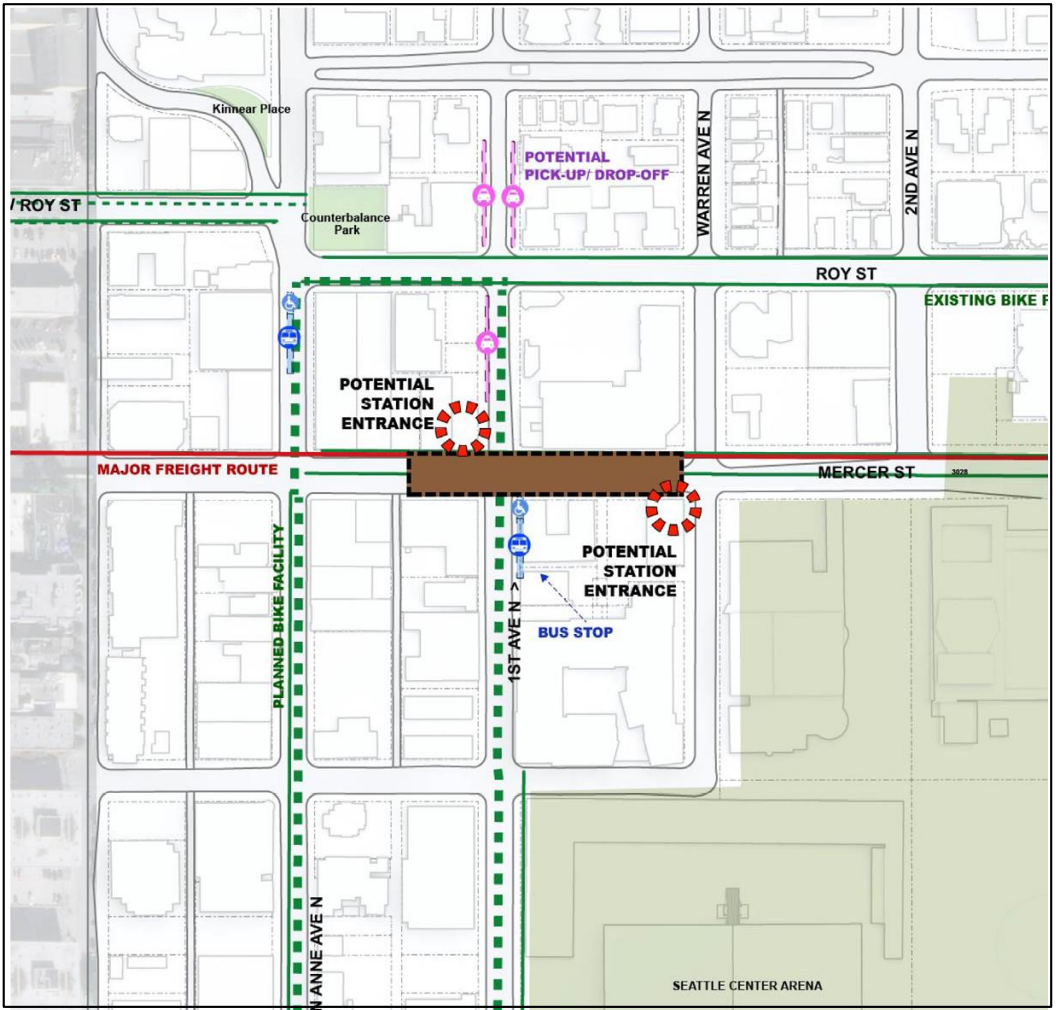 Kinnear Place
POTENTIAL
PICK-UP/ DROP-OFF
WARREN AVE N
2ND AVE N
/ ROY ST
Counterbalance
Park
ROY ST
EXISTING BIKE F
POTENTIAL
STATION
ENTRANCE
MAJOR FREIGHT ROUTE
MERCER ST
3028
PLANNED BIKE FACILITY
1ST AVE N >
POTENTIAL
STATION
ENTRANCE
BUS STOP
N ANNE AVE N
SEATTLE CENTER ARENA